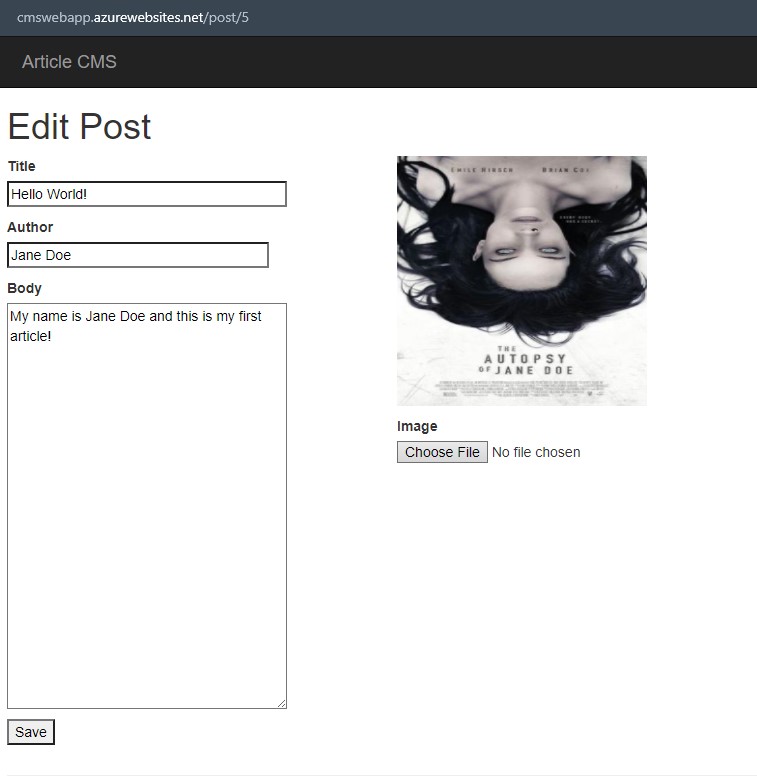 cmswebapp.azurewebsites.net/post/5
Article CMS
Edit Post
Title
Hello World!
Author
Jane Doe
Body
My name is Jane Doe and this is my first
article!
Save
EMILE HIRSCH BRIAN COX
THE
AUTOPSY
OF JANE DOE
Image
Choose File No file chosen